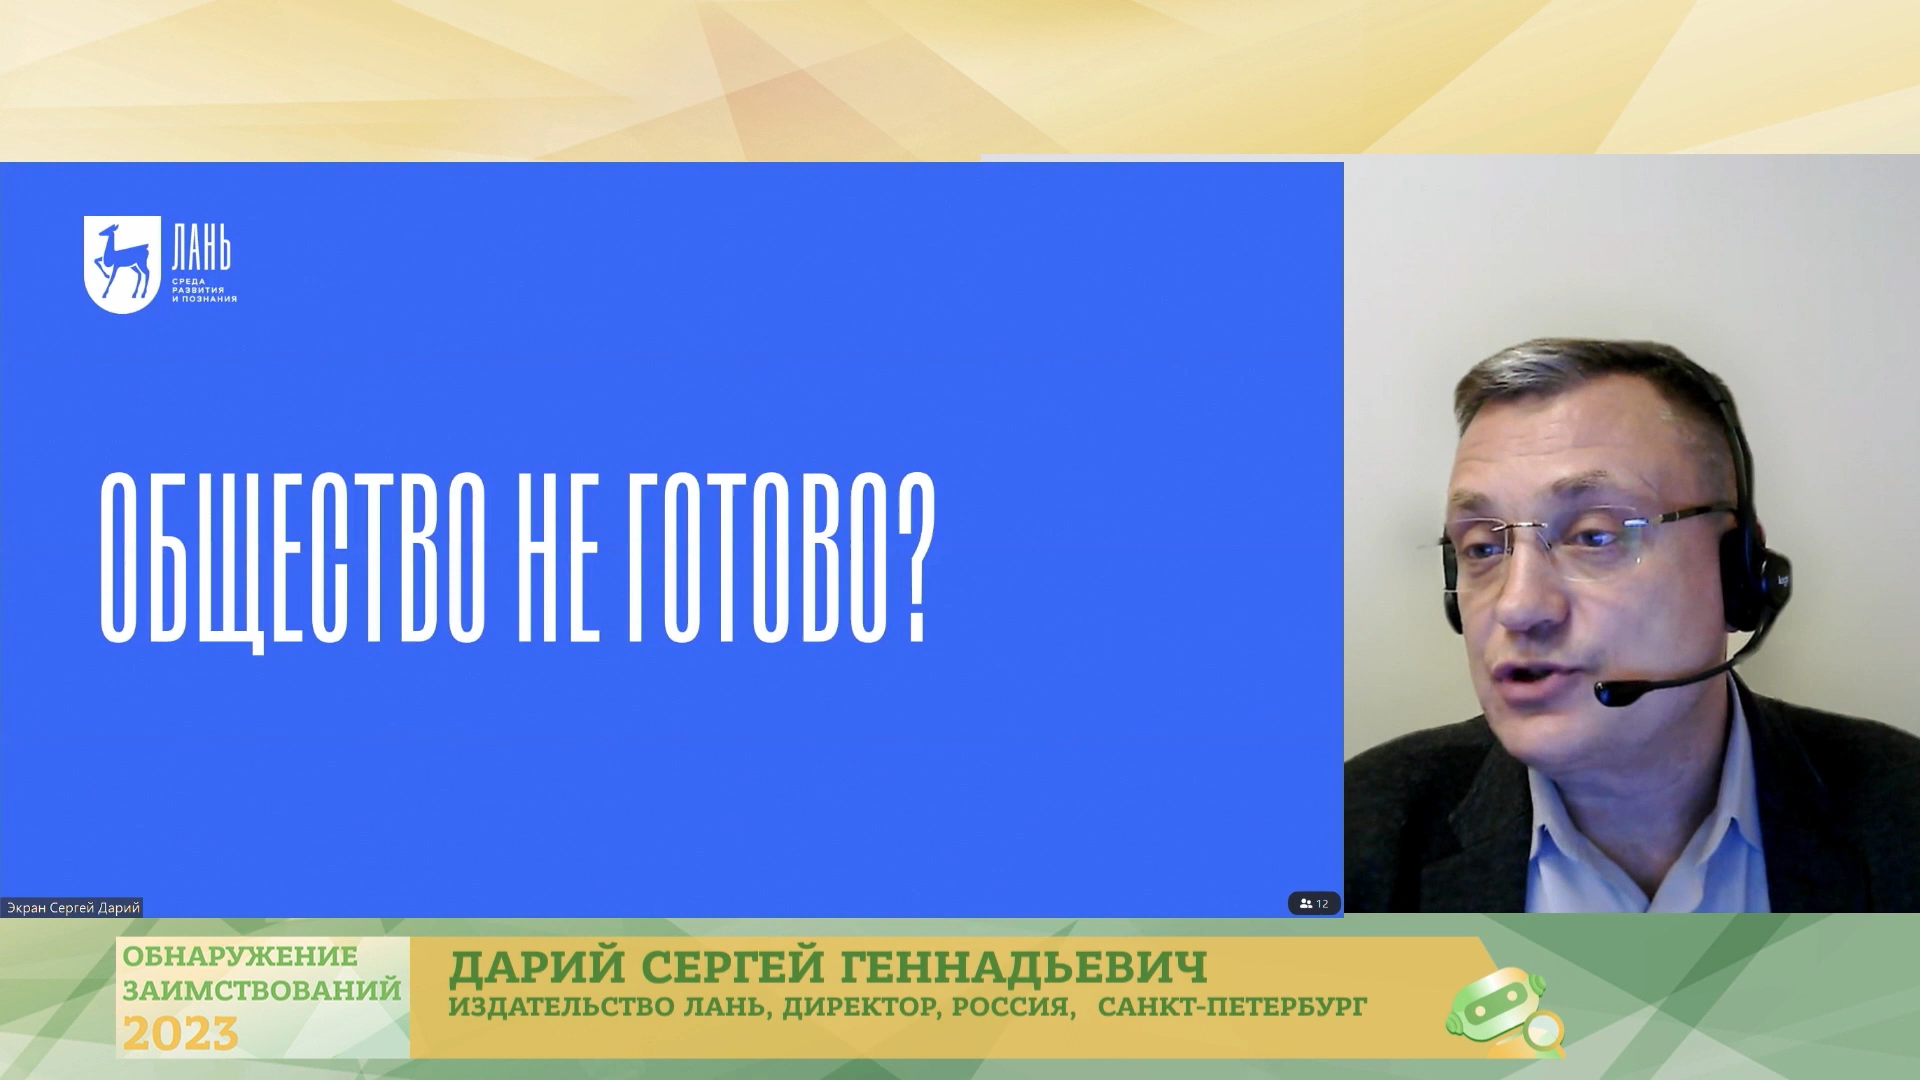 ЛАНЬ
СРЕДА
РАЗВИТИЯ
И ПОЗНАНИЯ
ОБЩЕСТВО НЕ ГОТОВО?
Экран Сергей Дарий
12
ОБНАРУЖЕНИЕ
ЗАИМСТВОВАНИЙ
2023
ДАРИЙ СЕРГЕЙ ГЕННАДЬЕВИЧ
ИЗДАТЕЛЬСТВО ЛАНЬ, ДИРЕКТОР, РОССИЯ, САНКТ-ПЕТЕРБУРГ